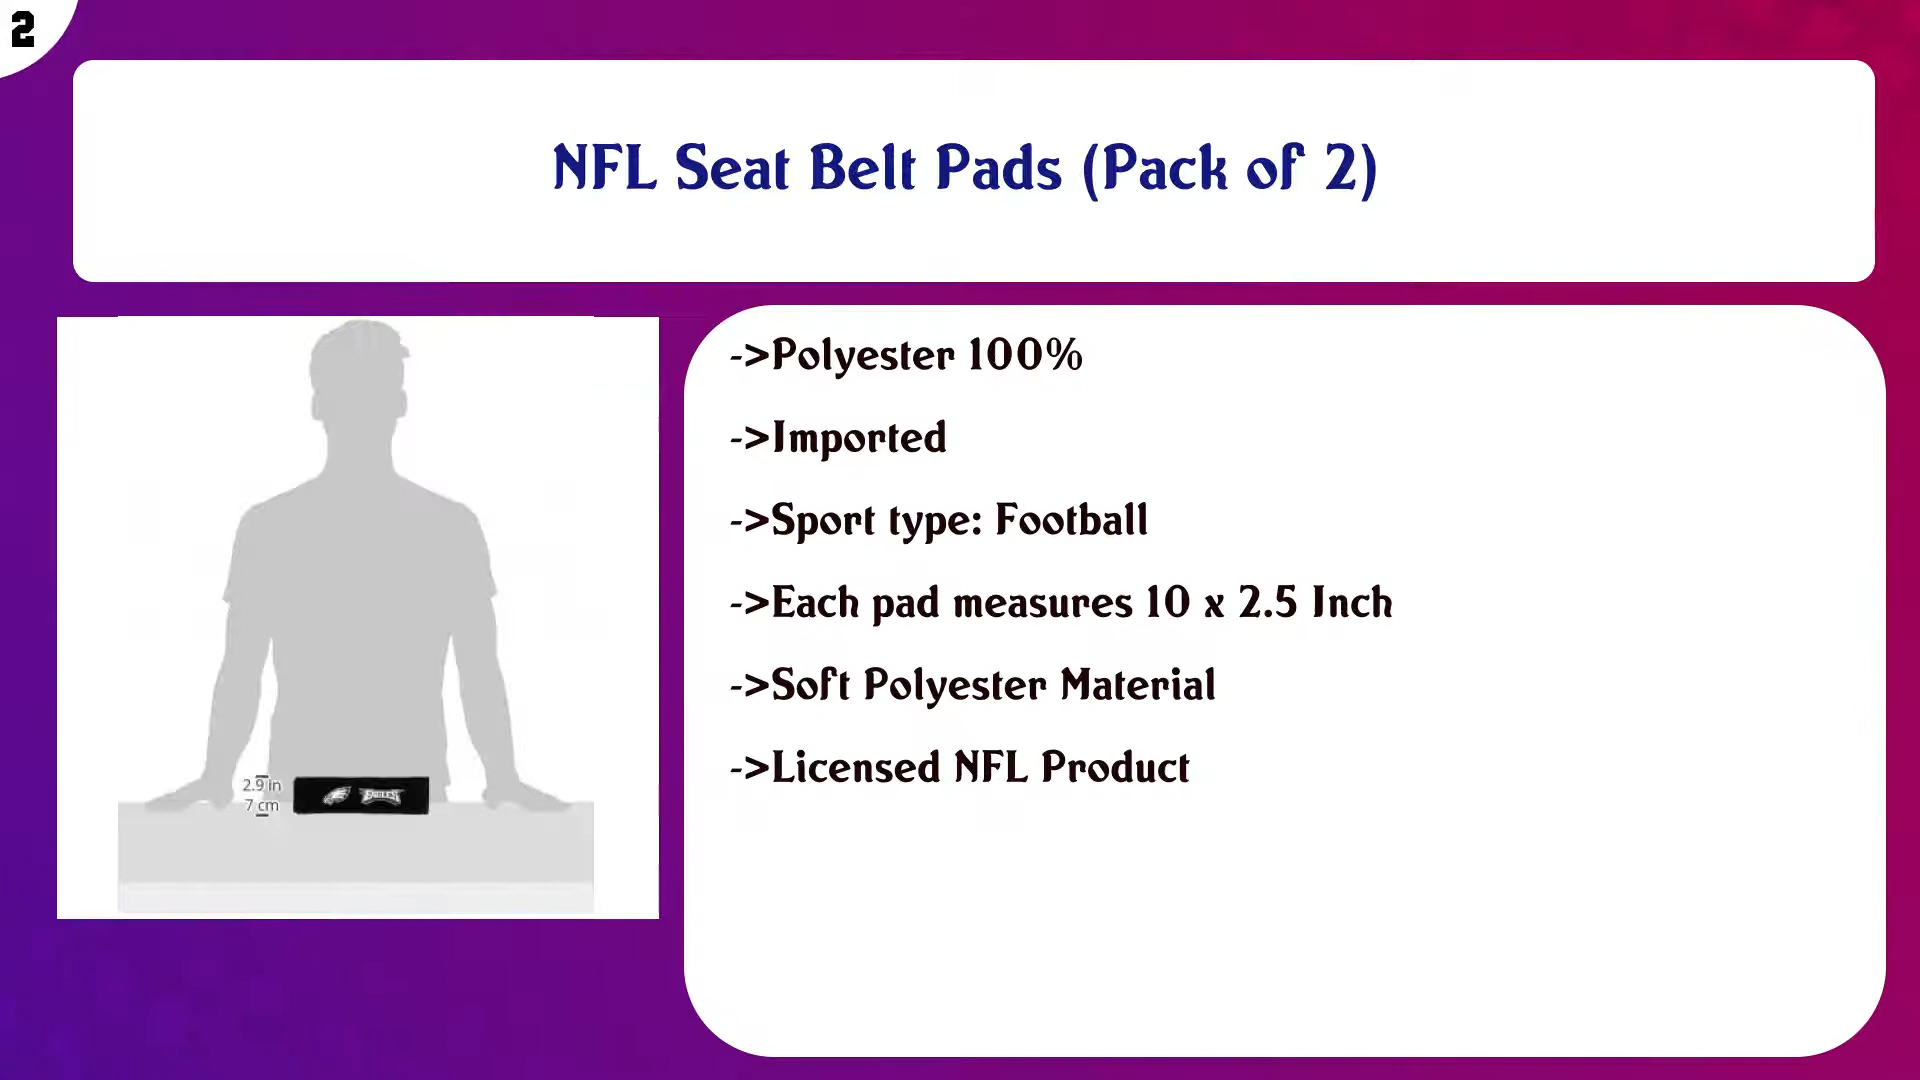 2
NFL Seat Belt Pads (Pack of 2)
->Polyester 100%
->Imported
->Sport type: Football
->Each pad measures 10 x 2.5 Inch
->Soft Polyester Material
->Licensed NFL Product
2.9 in
7 cm
EAGLES